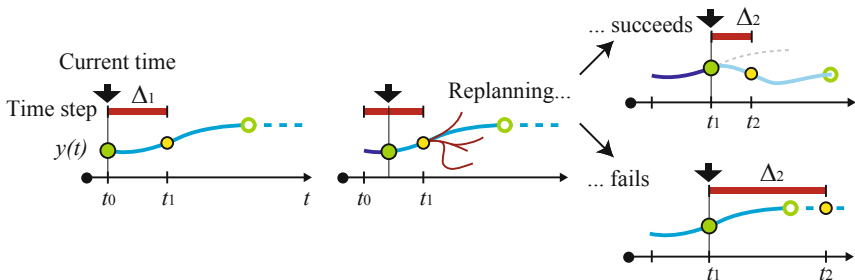 Current time
Time step
Δ1
y(t)
t0
t1
t
Replanning...
t0
t1
... succeeds
Δ2
t1
t2
... fails
Δ2
t1
t2